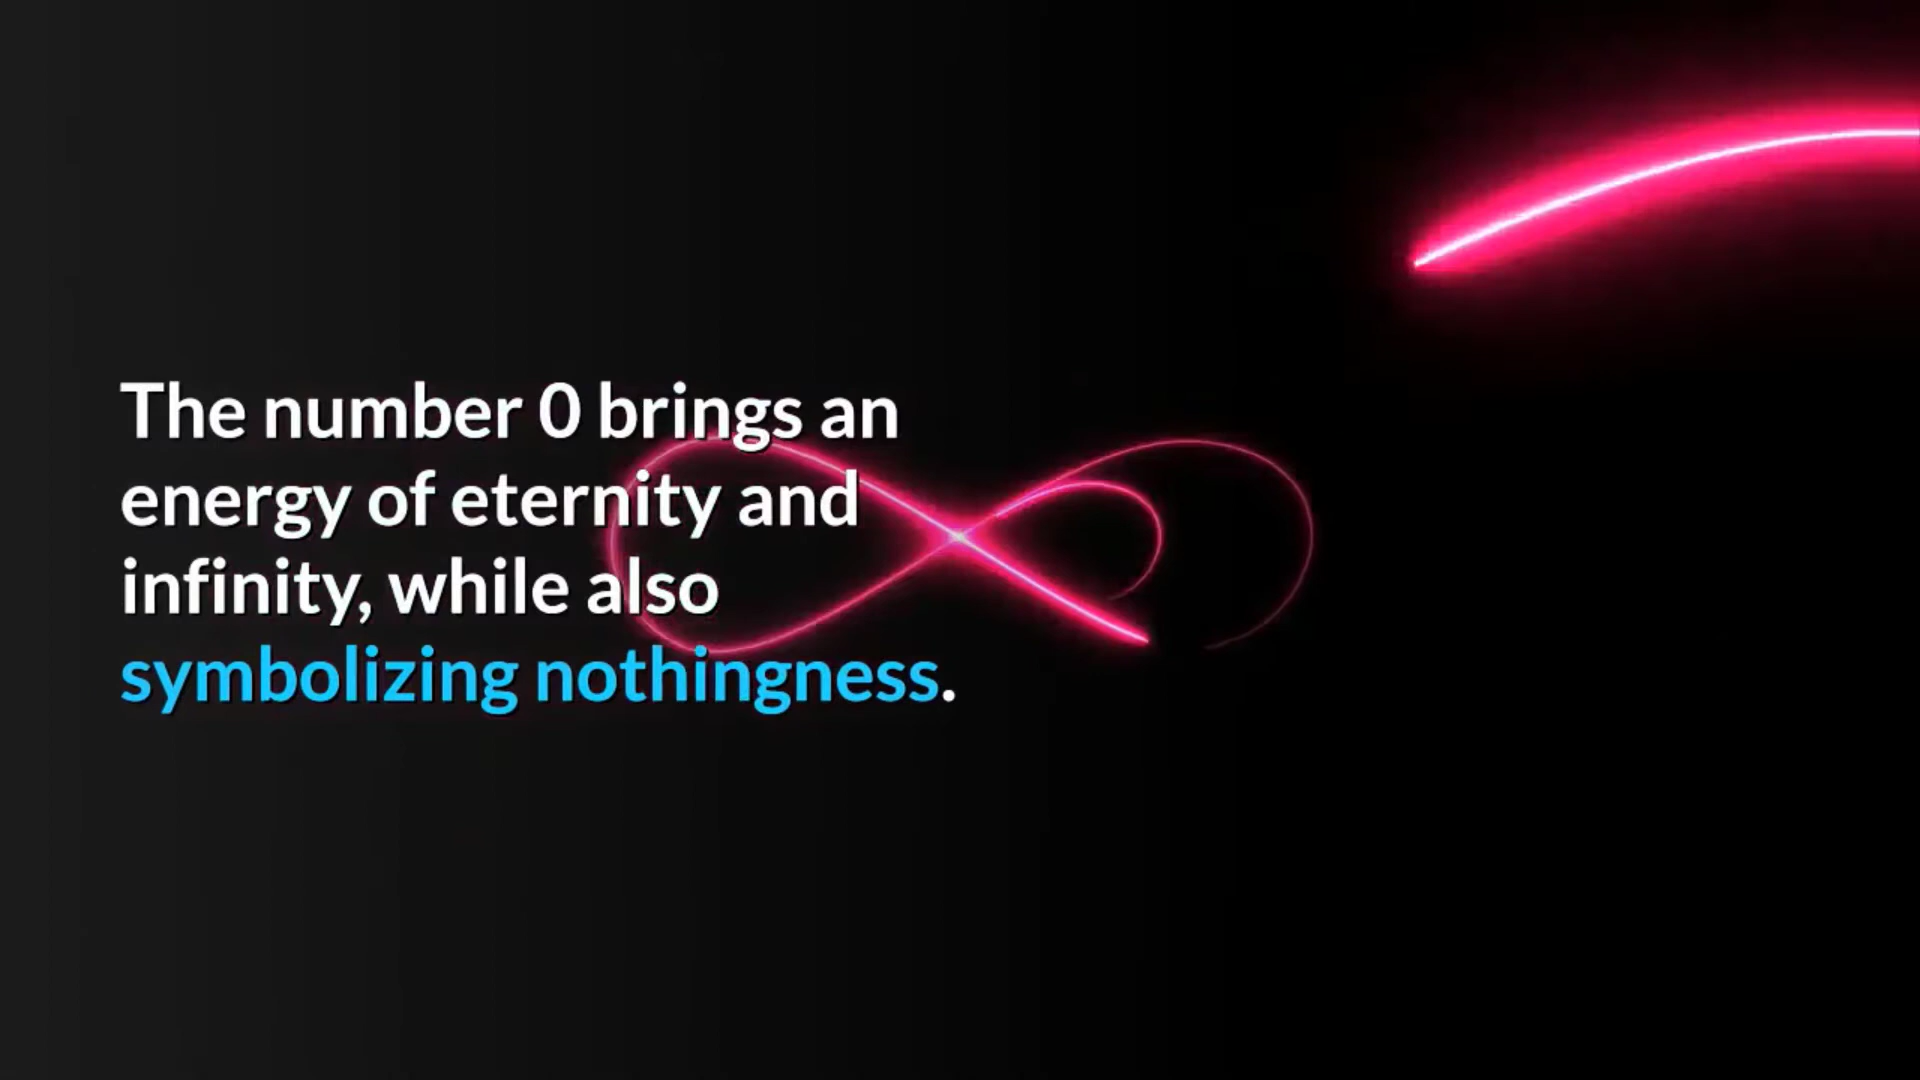 The number 0 brings an
energy of eternity and
infinity, while also
symbolizing nothingness.